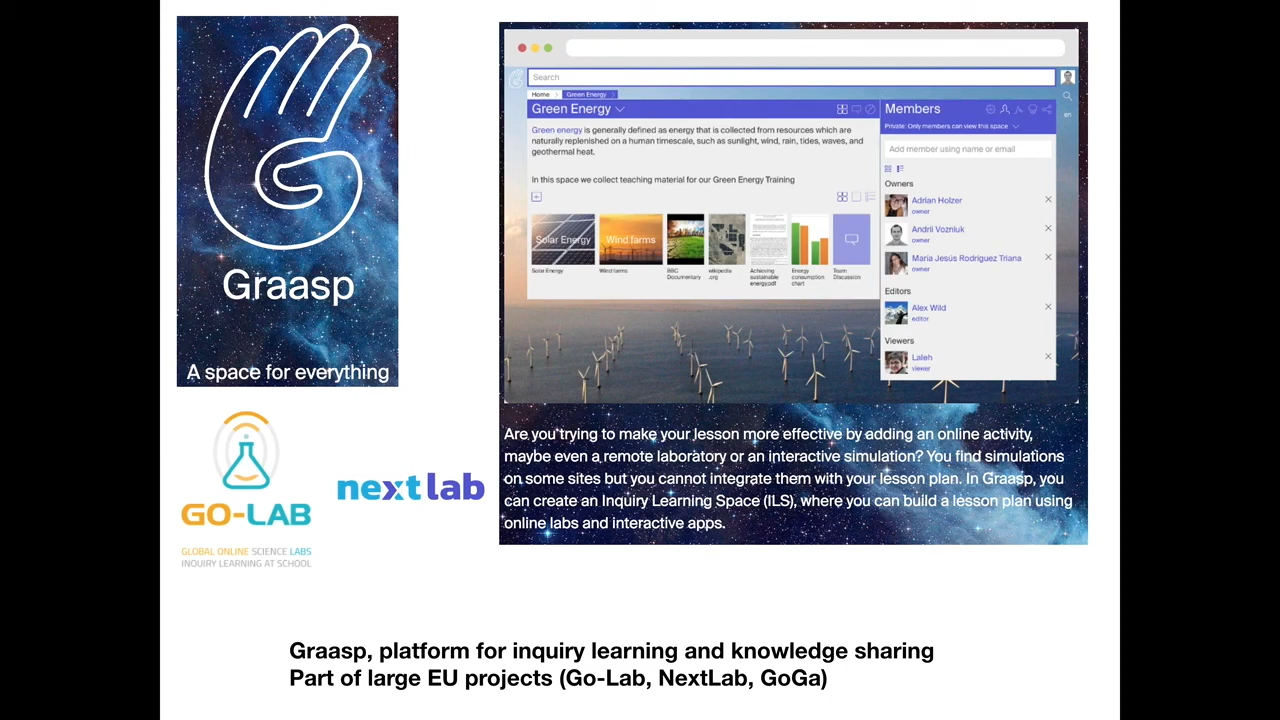 Graasp
A space for everything
GO-LAB
GLOBAL ONLINE SCIENCE LABS
INQUIRY LEARNING AT SCHOOL
next lab
Search
Home
Green Energy
en
Green Energy
Green energy is generally defined as energy that is collected from resources which are
naturally replenished on a human timescale, such as sunlight, wind, rain, tides, waves, and
geothermal heat.
In this space we collect teaching material for our Green Energy Training
Solar Energy
Wind farms
Solar Energy
Wind farms
BBC
Documentary
wikipedia
.org
Achieving
sustainable
energy.pdf
Energy
consumption
chart
Team
Discussion
Members
Private: Only members can view this space
Add member using name or email
Owners
Adrian Holzer
owner
Andrii Vozniuk
owner
Maria Jesús Rodriguez Triana
owner
Editors
Alex Wild
editor
Viewers
Laleh
viewer
Are you trying to make your lesson more effective by adding an online activity,
maybe even a remote laboratory or an interactive simulation? You find simulations
on some sites but you cannot integrate them with your lesson plan. In Graasp, you
can create an Inquiry Learning Space (ILS), where you can build a lesson plan using
online labs and interactive apps.
Graasp, platform for inquiry learning and knowledge sharing
Part of large EU projects (Go-Lab, NextLab, GoGa)